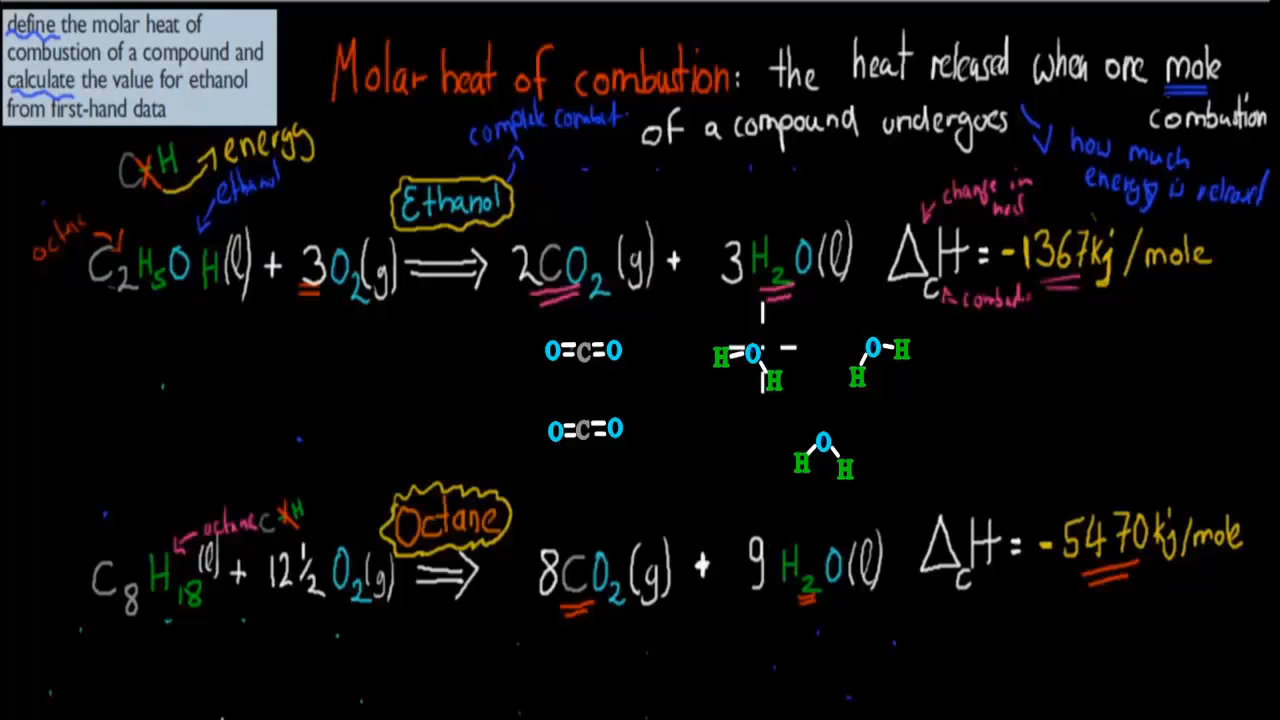 define the molar heat of
combustion of a compound and
calculate the value for ethanol
from first-hand data
Molar heat of combustion: the heat released when one mole
of a compound undergoes combustion
complete combust.
how much
energy is releasd
CXH → energy
ethanol
octane
Ethanol
change in
heat
C₂H₅OH(l) + 3O₂(g) ⟹ 2CO₂(g) + 3H₂O(l) ΔcH = -1367kj/mole
O=C=O
H O H
O H
H
O=C=O
O
H H
octane CXH
Octane
C₈H₁₈(l) + 12½O₂(g) ⟹ 8CO₂(g) + 9H₂O(l) ΔcH = -5470kj/mole